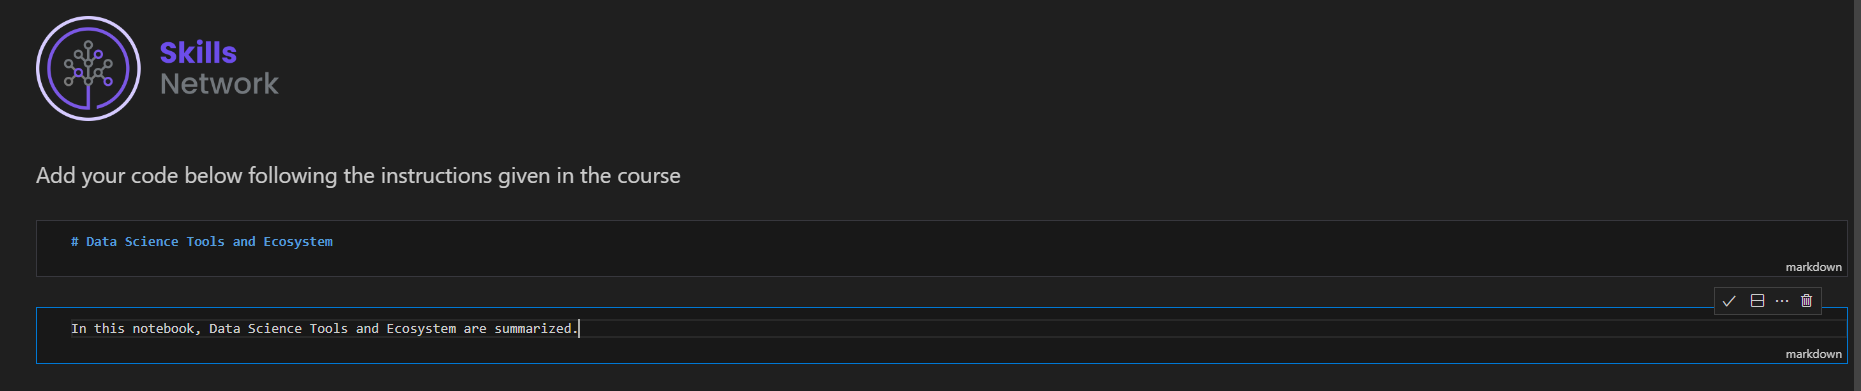 Skills
Network
Add your code below following the instructions given in the course
# Data Science Tools and Ecosystem
markdown
In this notebook, Data Science Tools and Ecosystem are summarized.
markdown